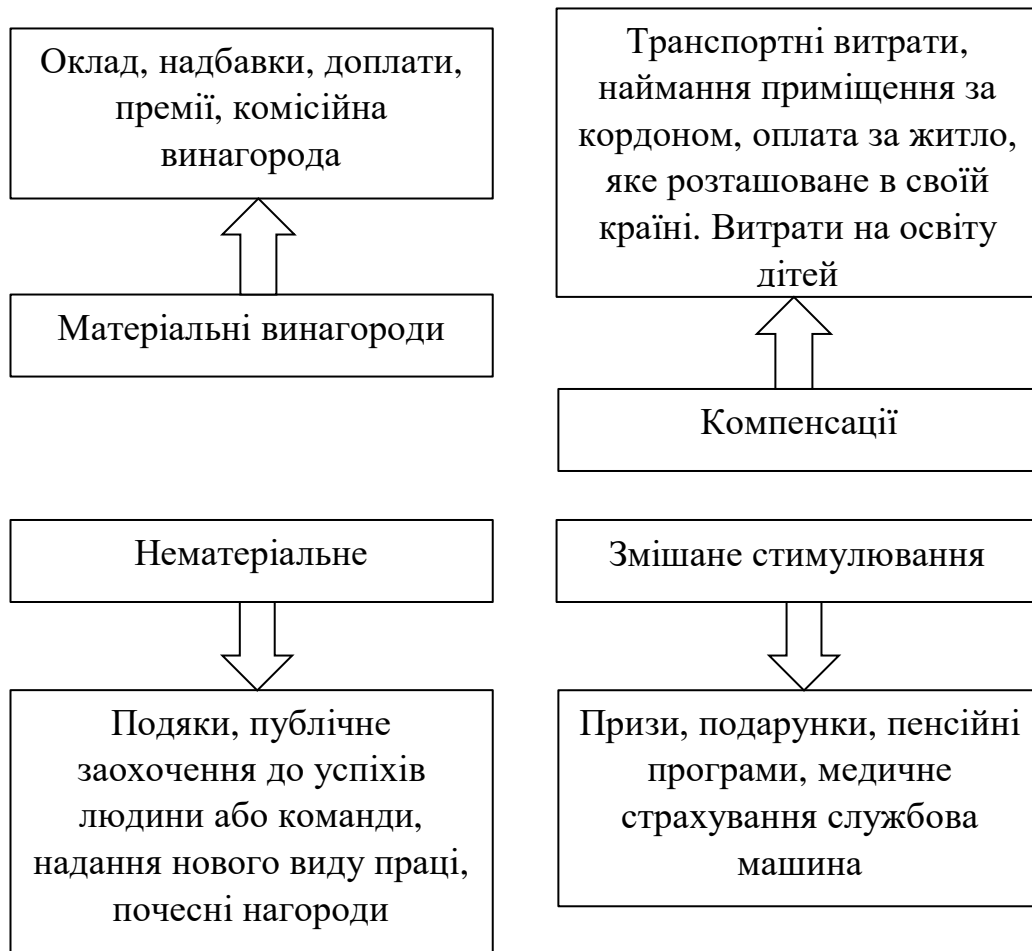 Оклад, надбавки, доплати,
премії, комісійна
винагорода
Матеріальні винагороди
Транспортні витрати,
наймання приміщення за
кордоном, оплата за житло,
яке розташоване в своїй
країні. Витрати на освіту
дітей
Компенсації
Нематеріальне
Подяки, публічне
заохочення до успіхів
людини або команди,
надання нового виду праці,
почесні нагороди
Змішане стимулювання
Призи, подарунки, пенсійні
програми, медичне
страхування службова
машина